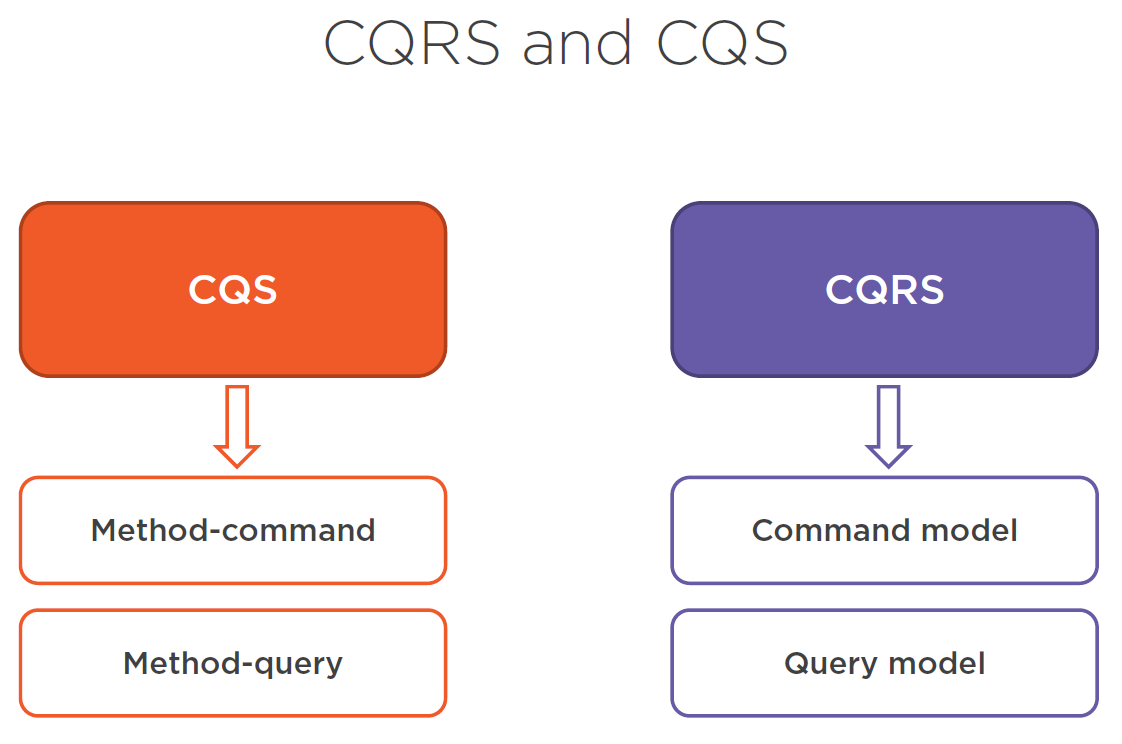 CQRS and CQS
CQS
CQRS
Method-command
Command model
Method-query
Query model